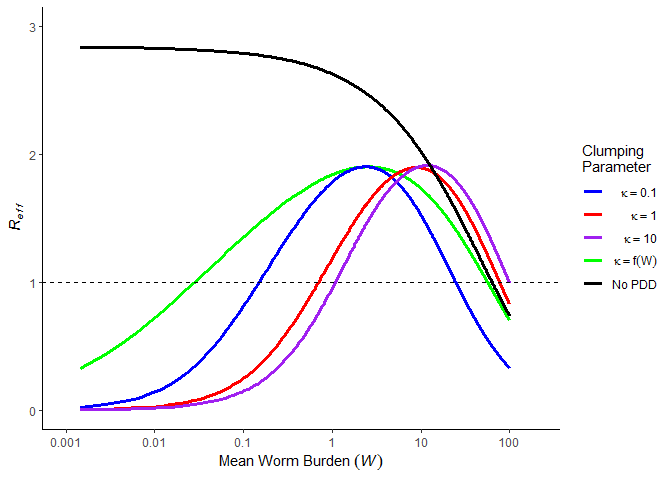 3
2
1
0
R_eff
0.001
0.01
0.1
1
10
100
Mean Worm Burden (W)
Clumping
Parameter
κ = 0.1
κ = 1
κ = 10
κ = f(W)
No PDD